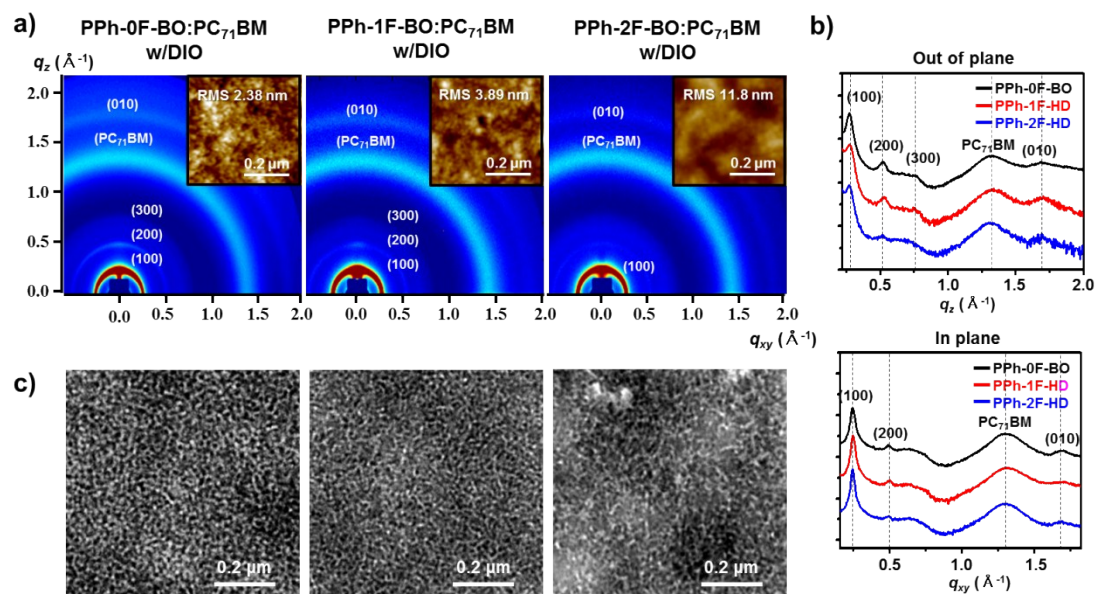 a)
PPh-0F-BO:PC71BM
w/DIO
PPh-1F-BO:PC71BM
w/DIO
PPh-2F-BO:PC71BM
w/DIO
qz (Å-1)
2.0
1.5
1.0
0.5
0.0
(010)
(PC71BM)
(300)
(200)
(100)
RMS 2.38 nm
0.2 µm
(010)
(PC71BM)
(300)
(200)
(100)
RMS 3.89 nm
0.2 µm
(010)
(PC71BM)
(100)
RMS 11.8 nm
0.2 µm
0.0 0.5 1.0 1.5
0.0 0.5 1.0 1.5
0.0 0.5 1.0 1.5 2.0
qxy (Å-1)
b)
Out of plane
PPh-0F-BO
PPh-1F-HD
PPh-2F-HD
(100)
(200)
(300)
PC71BM
(010)
0.5 1.0 1.5 2.0
qz (Å-1)
In plane
PPh-0F-BO
PPh-1F-HD
PPh-2F-HD
(100)
(200)
PC71BM
(010)
0.5 1.0 1.5
qxy (Å-1)
c)
0.2 µm
0.2 µm
0.2 µm